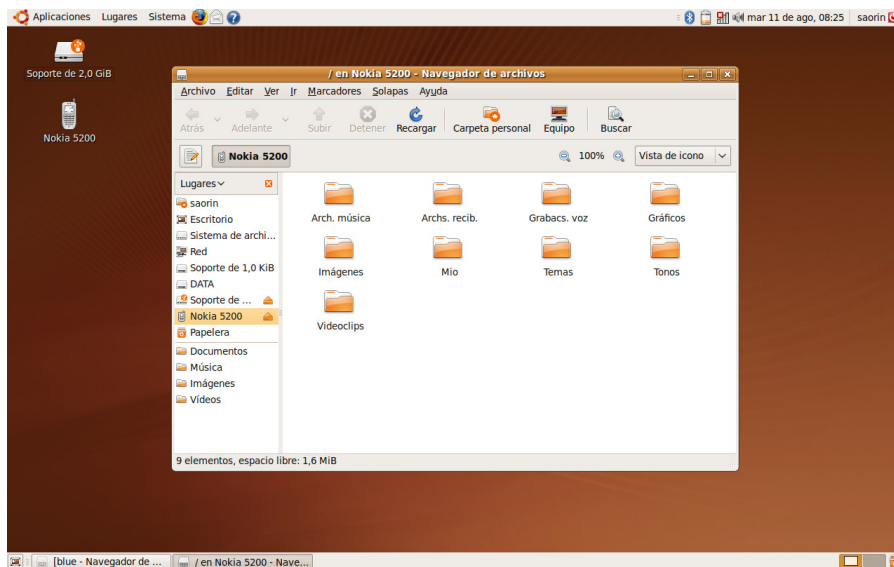 Aplicaciones Lugares Sistema mar 11 de ago, 08:25 saorin
Soporte de 2,0 GiB
Nokia 5200
/ en Nokia 5200 - Navegador de archivos
Archivo Editar Ver Ir Marcadores Solapas Ayuda
Atrás Adelante Subir Detener Recargar Carpeta personal Equipo Buscar
Nokia 5200 100% Vista de icono
Lugares
saorin
Escritorio
Sistema de archi...
Red
Soporte de 1,0 KiB
DATA
Soporte de ...
Nokia 5200
Papelera
Documentos
Música
Imágenes
Vídeos
Arch. música Archs. recib. Grabacs. voz Gráficos
Imágenes Mio Temas Tonos
Videoclips
9 elementos, espacio libre: 1,6 MiB
[blue - Navegador de ... / en Nokia 5200 - Nave...